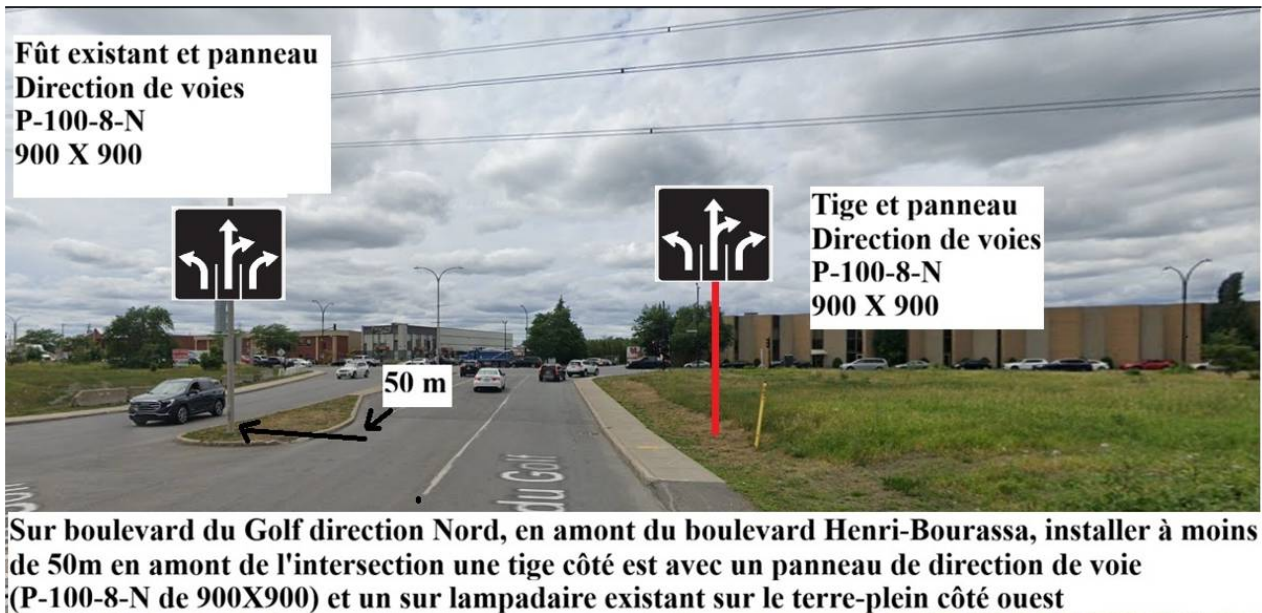 Fût existant et panneau
Direction de voies
P-100-8-N
900 X 900
Tige et panneau
Direction de voies
P-100-8-N
900 X 900
50 m
du Golf
Sur boulevard du Golf direction Nord, en amont du boulevard Henri-Bourassa, installer à moins
de 50m en amont de l'intersection une tige côté est avec un panneau de direction de voie
(P-100-8-N de 900X900) et un sur lampadaire existant sur le terre-plein côté ouest